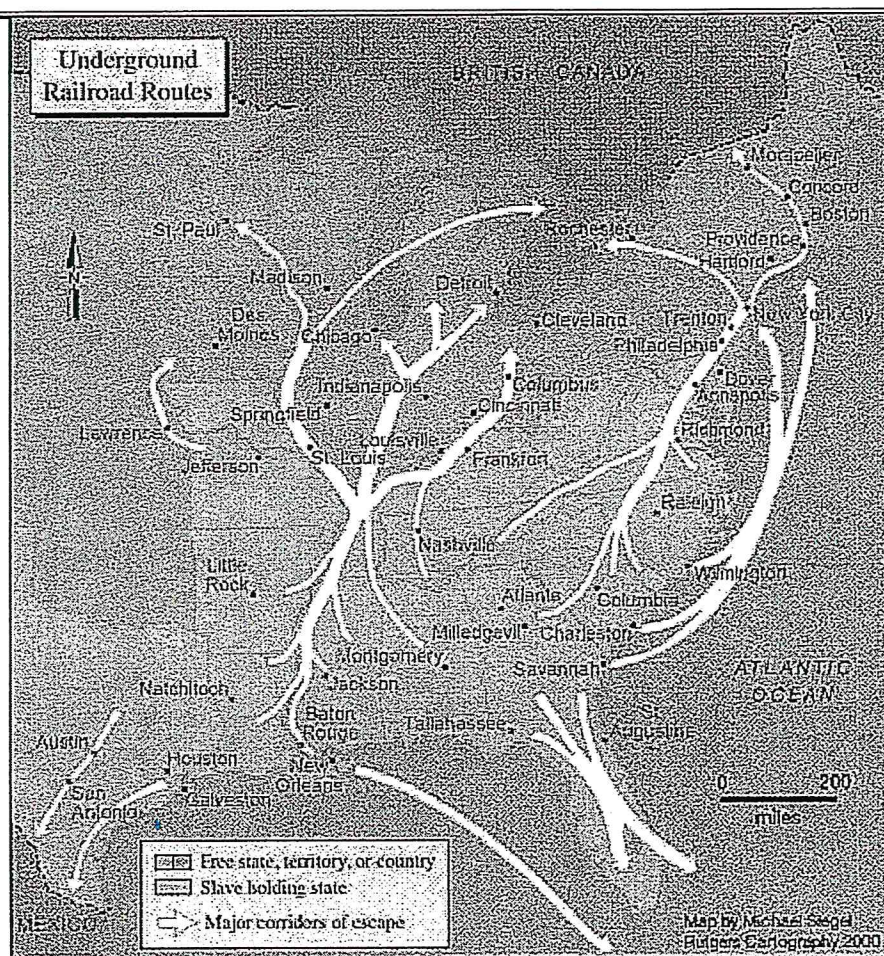 Underground
Railroad Routes
BRITISH CANADA
Montpelier
Concord
Boston
St. Paul
Rochester
Providence
Hartford
N
Madison
Detroit
Des
Moines
Chicago
Cleveland
Trenton
New York City
Philadelphia
Indianapolis
Columbus
Dover
Annapolis
Springfield
Cincinnati
Lawrence
Louisville
Richmond
Jefferson
St. Louis
Frankfort
Raleigh
Nashville
Little
Rock
Wilmington
Atlanta
Columbia
Milledgevil
Charleston
Montgomery
Savannah
ATLANTIC
OCEAN
Natchitoch
Jackson
Baton
Rouge
Tallahassee
St.
Augustine
Austin
Houston
New
Orleans
San
Antonio
Galveston
0 200
miles
Free state, territory, or country
Slave holding state
Major corridors of escape
MEXICO
Map by Michael Siegel
Rutgers Cartography 2000